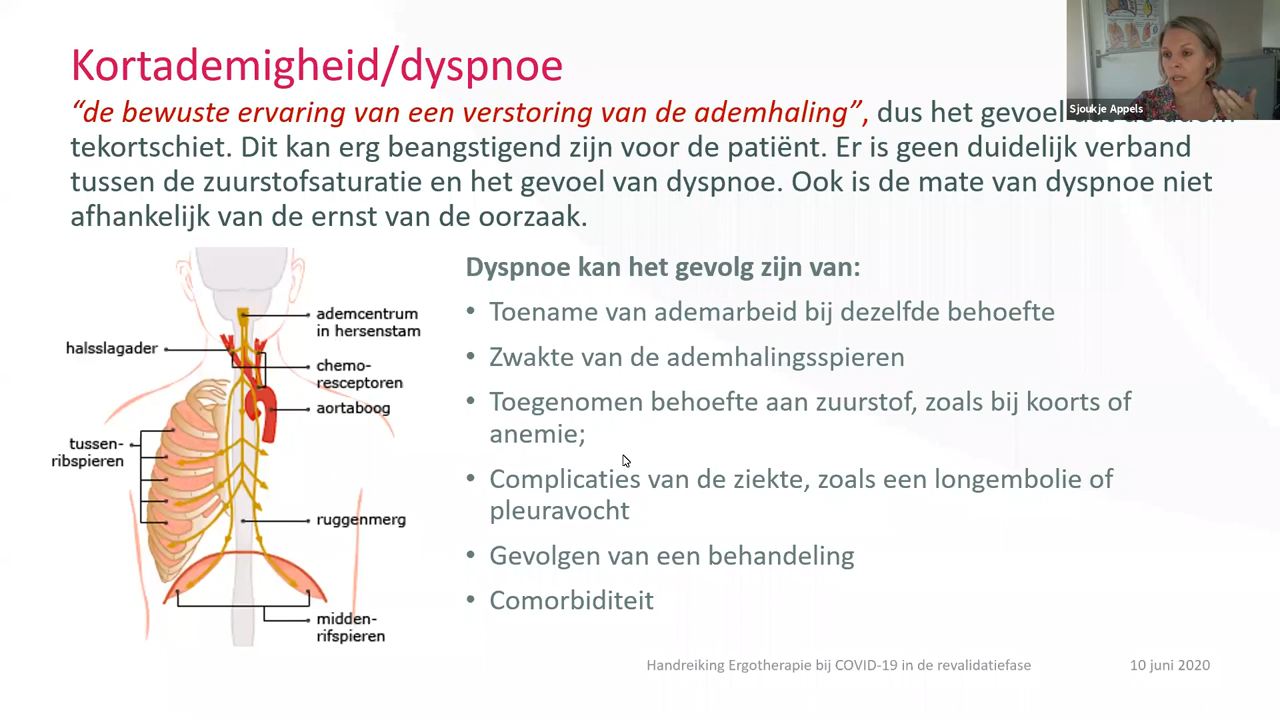 Kortademigheid/dyspnoe
“de bewuste ervaring van een verstoring van de ademhaling”, dus het gevoel
tekortschiet. Dit kan erg beangstigend zijn voor de patiënt. Er is geen duidelijk verband
tussen de zuurstofsaturatie en het gevoel van dyspnoe. Ook is de mate van dyspnoe niet
afhankelijk van de ernst van de oorzaak.
Sjoukje Appels
ademcentrum
in hersenstam
halsslagader
chemo-
resceptoren
aortaboog
tussen-
ribspieren
ruggenmerg
midden-
rifspieren
Dyspnoe kan het gevolg zijn van:
• Toename van ademarbeid bij dezelfde behoefte
• Zwakte van de ademhalingsspieren
• Toegenomen behoefte aan zuurstof, zoals bij koorts of
anemie;
• Complicaties van de ziekte, zoals een longembolie of
pleuravocht
• Gevolgen van een behandeling
• Comorbiditeit
Handreiking Ergotherapie bij COVID-19 in de revalidatiefase
10 juni 2020